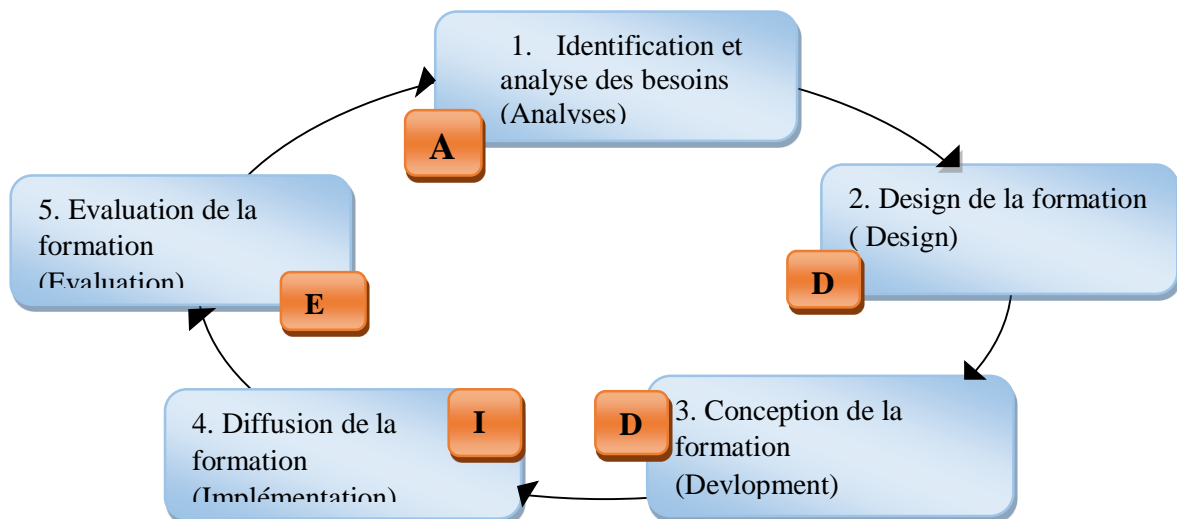 1. Identification et
analyse des besoins
(Analyses)
A
2. Design de la formation
( Design)
D
3. Conception de la
formation
(Devlopment)
D
4. Diffusion de la
formation
(Implémentation)
I
5. Evaluation de la
formation
(Evaluation)
E